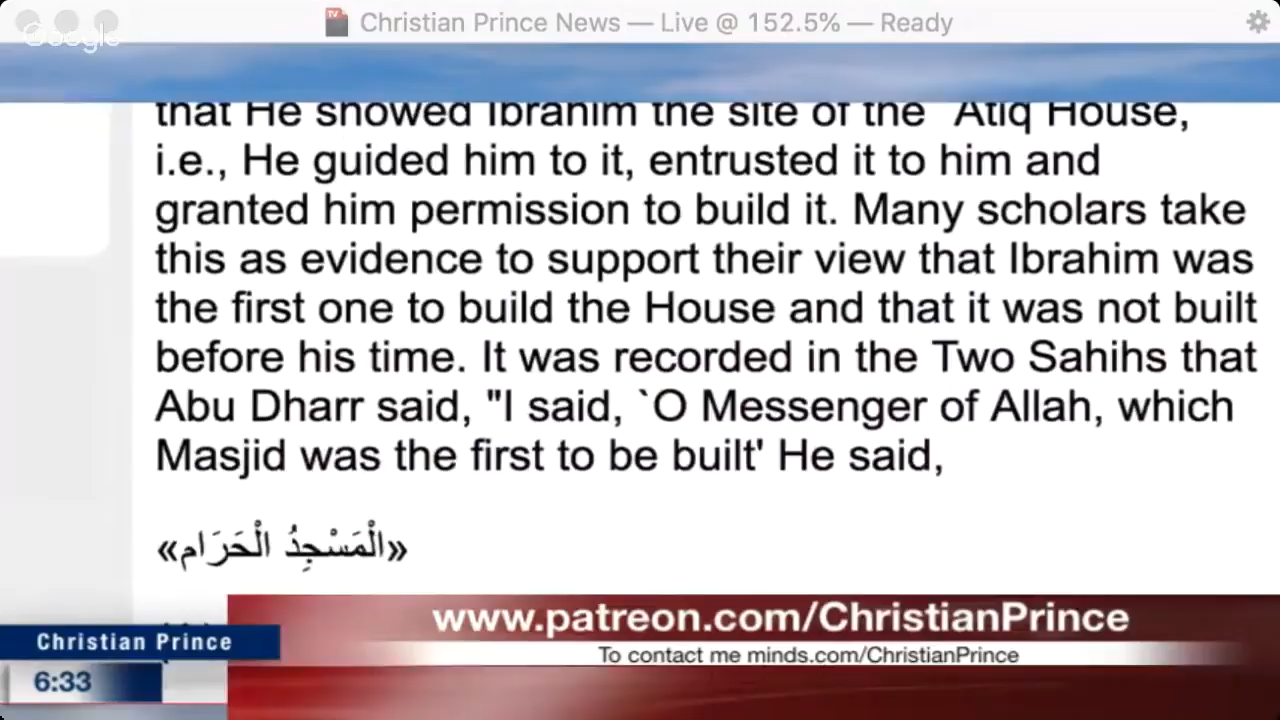 Christian Prince News — Live @ 152.5% — Ready
Google
that He showed Ibrahim the site of the `Atiq House,
i.e., He guided him to it, entrusted it to him and
granted him permission to build it. Many scholars take
this as evidence to support their view that Ibrahim was
the first one to build the House and that it was not built
before his time. It was recorded in the Two Sahihs that
Abu Dharr said, "I said, `O Messenger of Allah, which
Masjid was the first to be built' He said,
«الْمَسْجِدُ الْحَرَام»
www.patreon.com/ChristianPrince
Christian Prince
To contact me minds.com/ChristianPrince
6:33